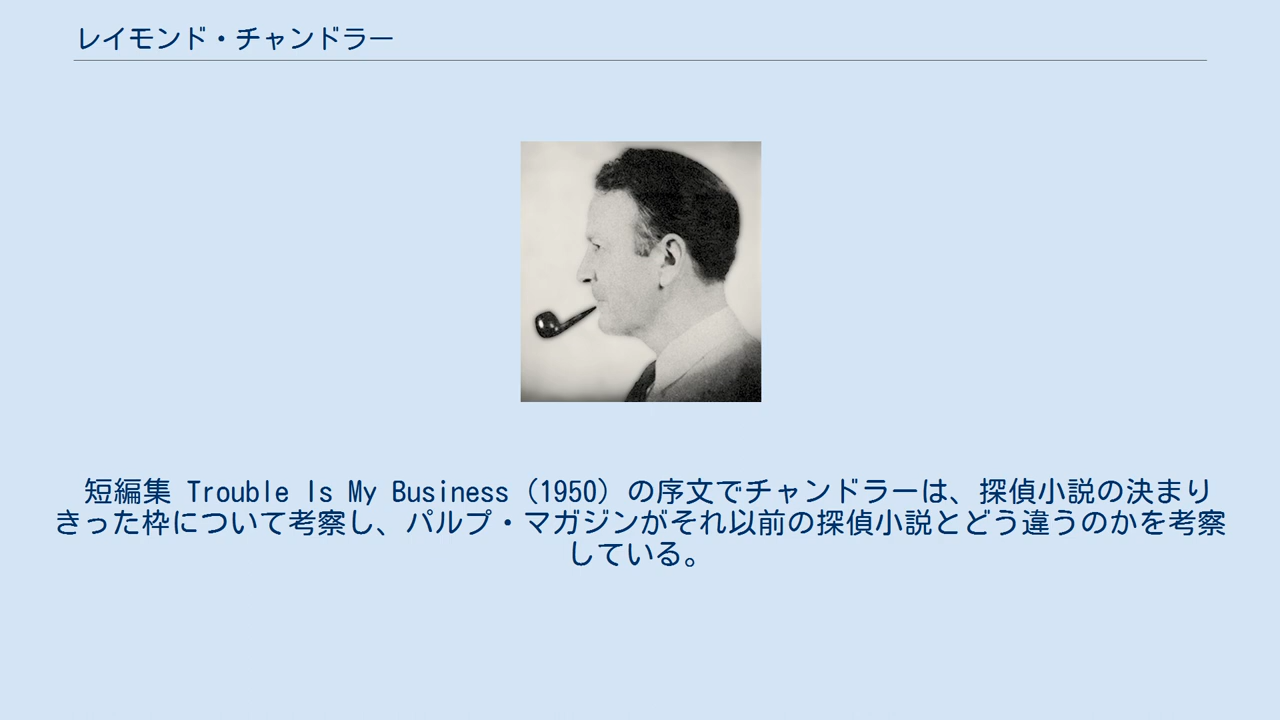 レイモンド・チャンドラー
短編集 Trouble Is My Business（1950）の序文でチャンドラーは、探偵小説の決まり
きった枠について考察し、パルプ・マガジンがそれ以前の探偵小説とどう違うのかを考察
している。